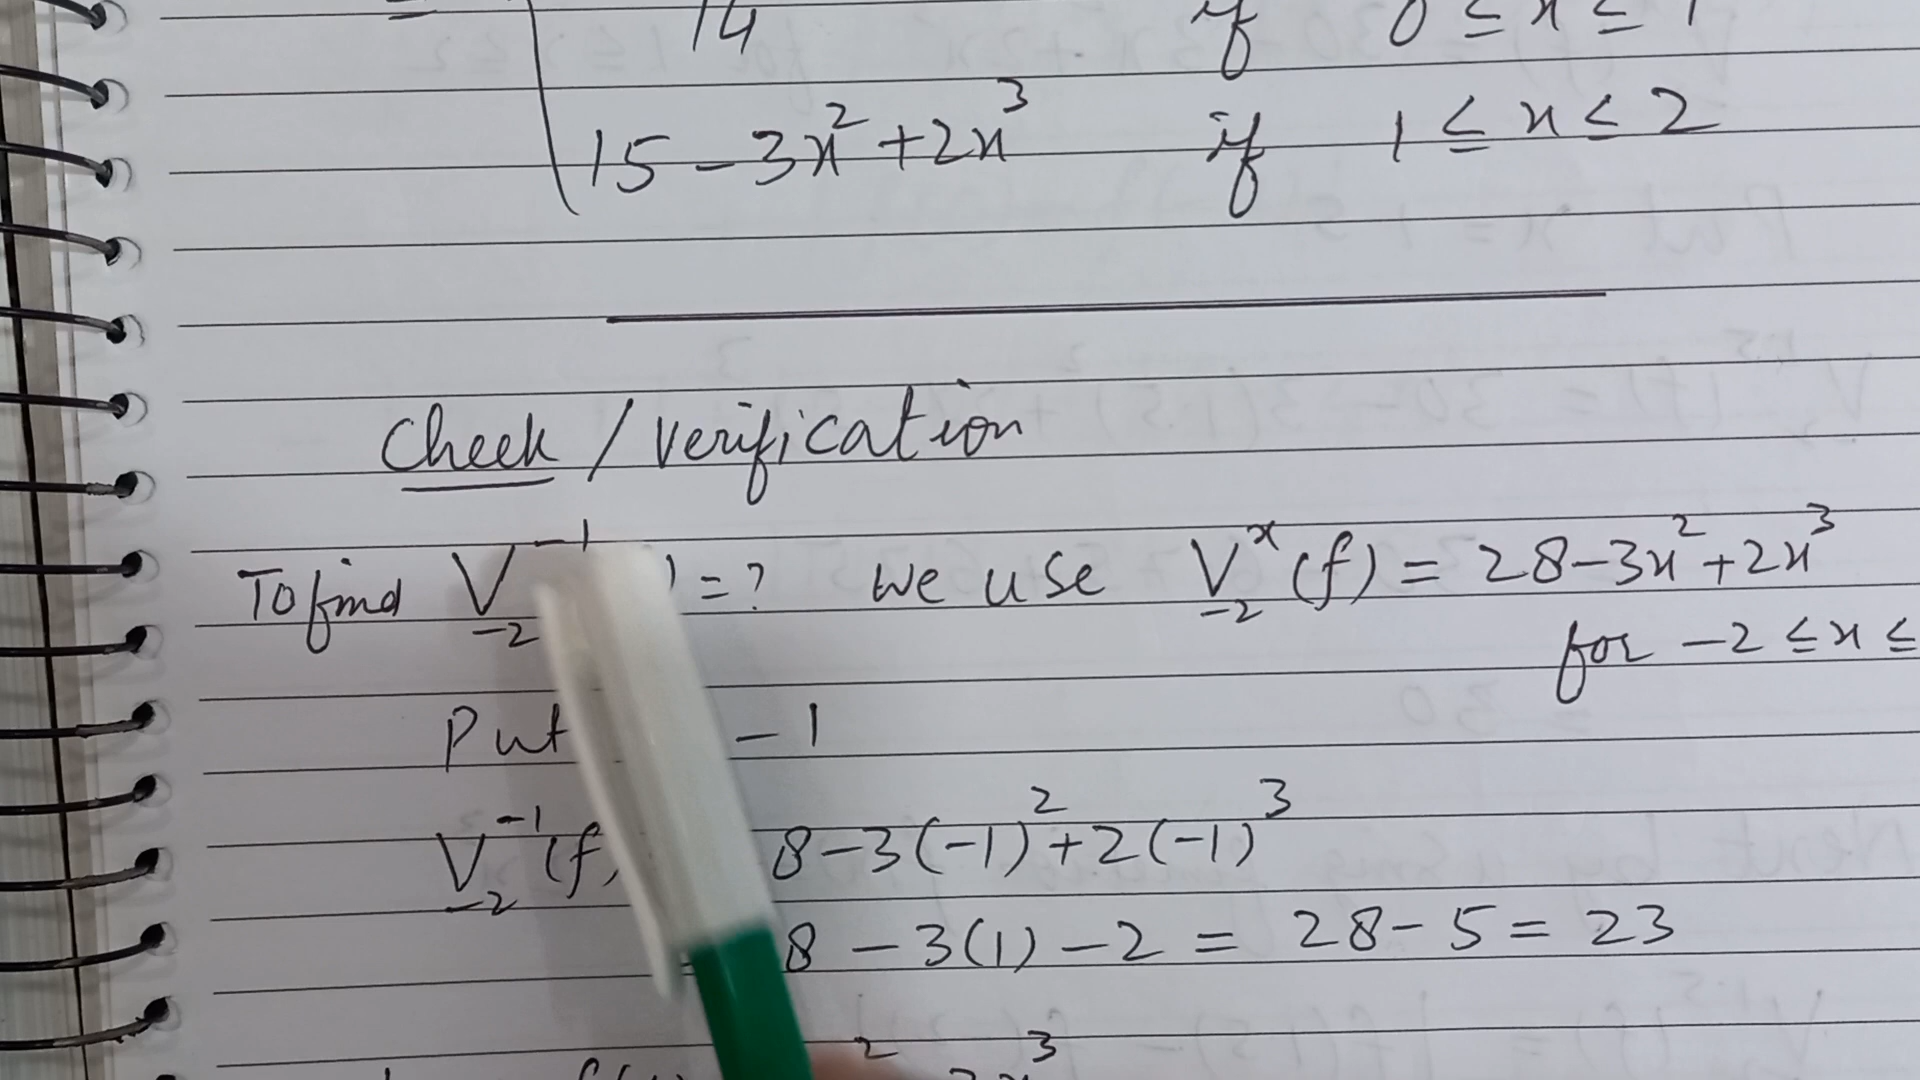 14 if 0 ≤ x ≤ 1
15 - 3x² + 2x³ if 1 ≤ x ≤ 2
Check / Verification
To find V₋₂⁻¹ ) = ? we use V₋₂ˣ (f) = 28 - 3x² + 2x³
for -2 ≤ x ≤
Put - 1
V₋₂⁻¹ (f) 8 - 3(-1)² + 2(-1)³
8 - 3(1) - 2 = 28 - 5 = 23